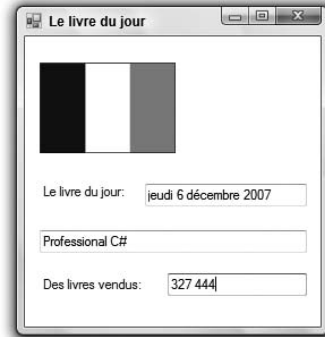 Le livre du jour
Le livre du jour: jeudi 6 décembre 2007
Professional C#
Des livres vendus: 327 444